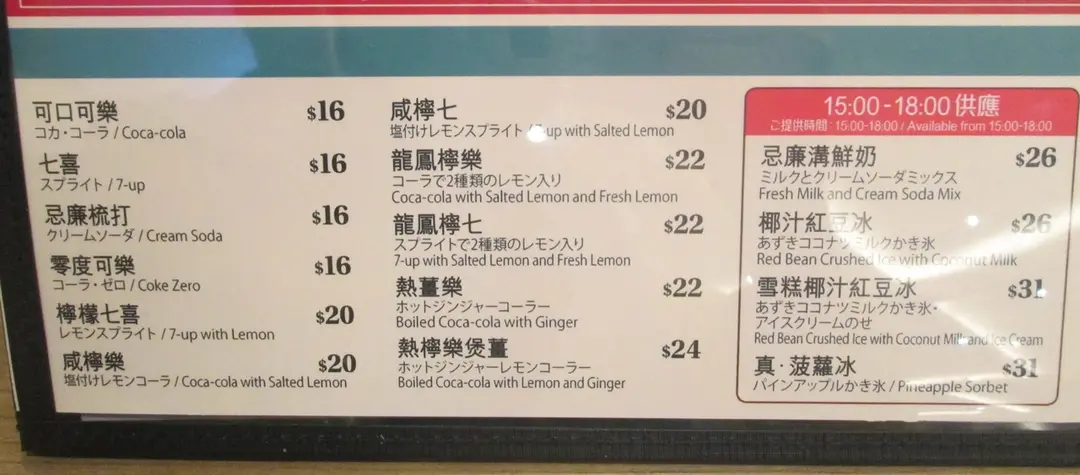 可口可樂 $16
コカ・コーラ / Coca-cola
七喜 $16
スプライト / 7-up
忌廉梳打 $16
クリームソーダ / Cream Soda
零度可樂 $16
コーラ・ゼロ / Coke Zero
檸檬七喜 $20
レモンスプライト / 7-up with Lemon
咸檸樂 $20
塩付けレモンコーラ / Coca-cola with Salted Lemon
咸檸七 $20
塩付けレモンスプライト / 7-up with Salted Lemon
龍鳳檸樂 $22
コーラで2種類のレモン入り
Coca-cola with Salted Lemon and Fresh Lemon
龍鳳檸七 $22
スプライトで2種類のレモン入り
7-up with Salted Lemon and Fresh Lemon
熱薑樂 $22
ホットジンジャーコーラー
Boiled Coca-cola with Ginger
熱檸樂煲薑 $24
ホットジンジャーレモンコーラー
Boiled Coca-cola with Lemon and Ginger
15:00-18:00 供應
ご提供時間：15:00-18:00 / Available from 15:00-18:00
忌廉溝鮮奶 $26
ミルクとクリームソーダミックス
Fresh Milk and Cream Soda Mix
椰汁紅豆冰 $26
あずきココナツミルクかき氷
Red Bean Crushed Ice with Coconut Milk
雪糕椰汁紅豆冰 $31
あずきココナツミルクかき氷・
アイスクリームのせ
Red Bean Crushed Ice with Coconut Milk and Ice Cream
真・菠蘿冰 $31
パインアップルかき氷 / Pineapple Sorbet